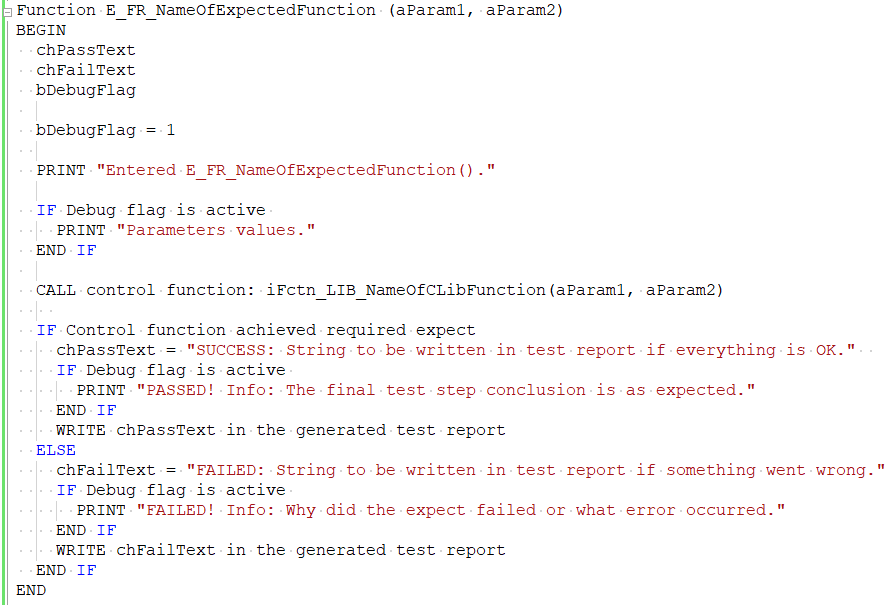 Function E_FR_NameOfExpectedFunction (aParam1, aParam2)
BEGIN
chPassText
chFailText
bDebugFlag
bDebugFlag = 1
PRINT "Entered E_FR_NameOfExpectedFunction()."
IF Debug flag is active
PRINT "Parameters values."
END IF
CALL control function: iFctn_LIB_NameOfCLibFunction(aParam1, aParam2)
IF Control function achieved required expect
chPassText = "SUCCESS: String to be written in test report if everything is OK."
IF Debug flag is active
PRINT "PASSED! Info: The final test step conclusion is as expected."
END IF
WRITE chPassText in the generated test report
ELSE
chFailText = "FAILED: String to be written in test report if something went wrong."
IF Debug flag is active
PRINT "FAILED! Info: Why did the expect failed or what error occurred."
END IF
WRITE chFailText in the generated test report
END IF
END